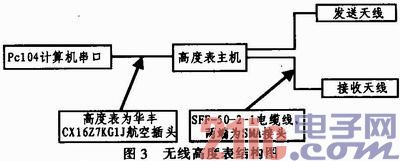 发送天线
Pc104计算机串口
高度表主机
接收天线
高度表为华丰
CX16Z7KG1J航空插头
SFF-50-2-1电缆线
两端为SMA接头
图 3 无线高度表结构图